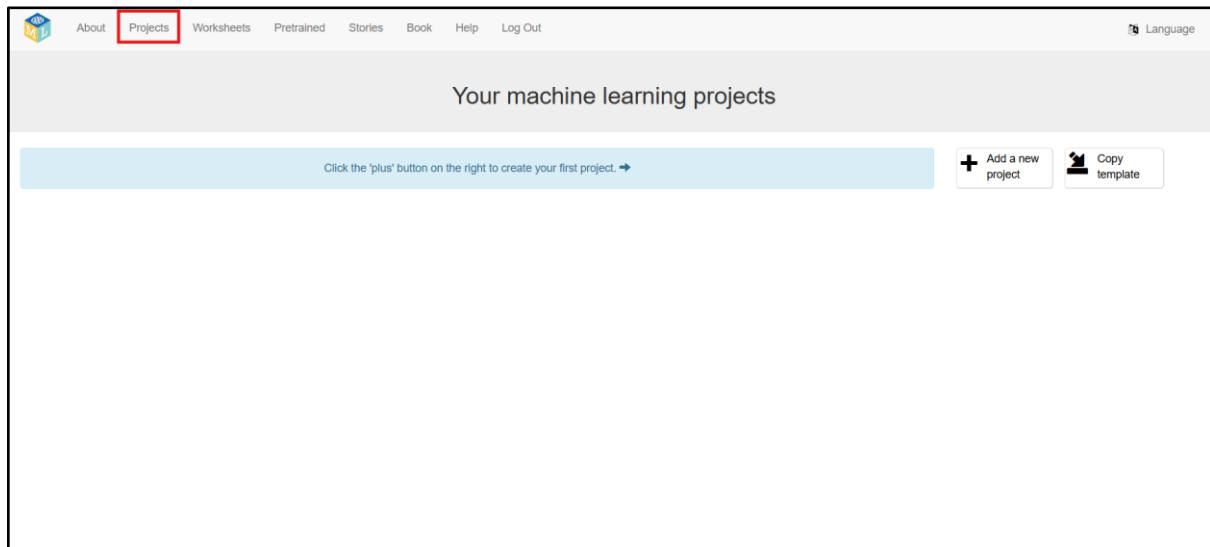 About Projects Worksheets Pretrained Stories Book Help Log Out Language
Your machine learning projects
Click the 'plus' button on the right to create your first project. ➜
Add a new
project
Copy
template